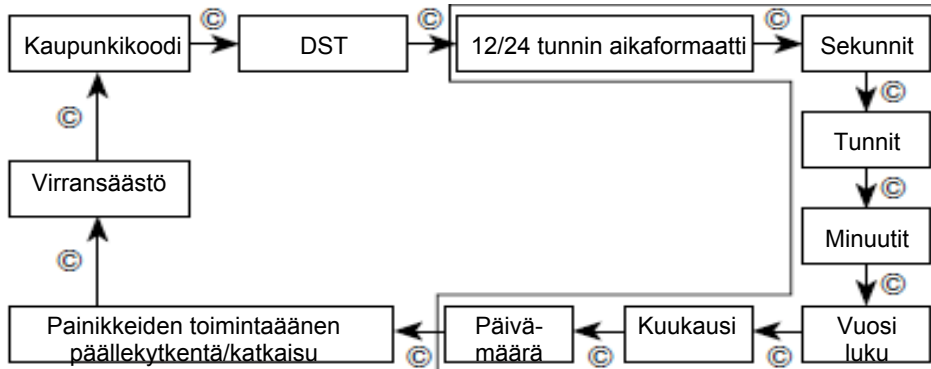 Kaupunkikoodi
©
DST
©
12/24 tunnin aikaformaatti
©
Sekunnit
©
Tunnit
©
Minuutit
©
Vuosi
luku
©
Kuukausi
©
Päivä-
määrä
©
Painikkeiden toimintaäänen
päällekytkentä/katkaisu
©
Virransäästö
©